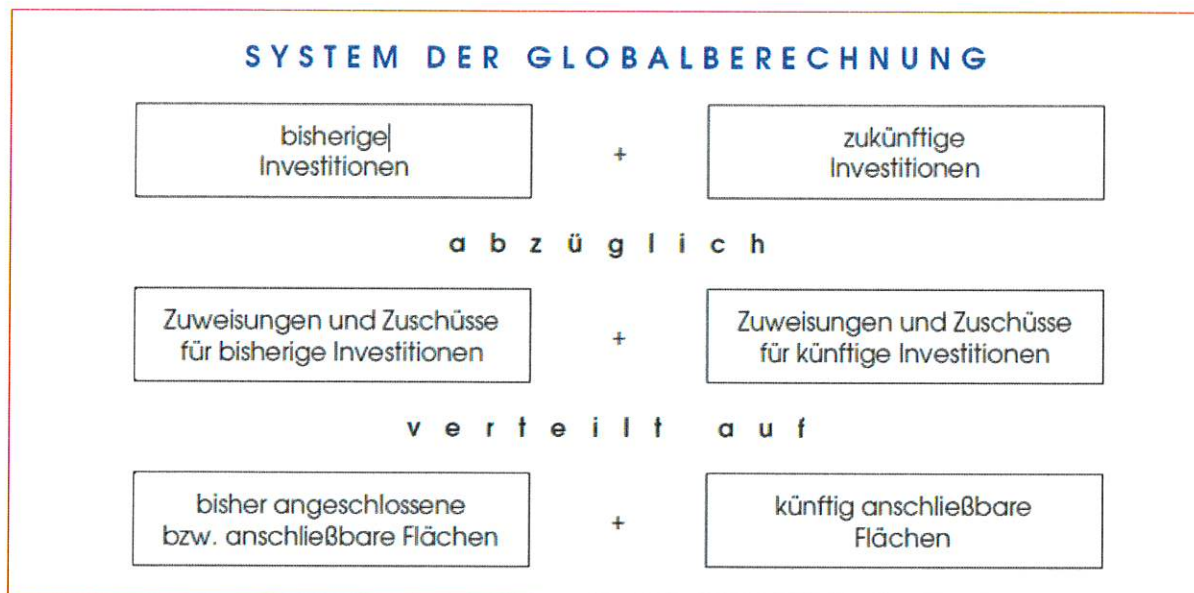 SYSTEM DER GLOBALBERECHNUNG
bisherige
Investitionen
+
zukünftige
Investitionen
abzüglich
Zuweisungen und Zuschüsse
für bisherige Investitionen
+
Zuweisungen und Zuschüsse
für künftige Investitionen
verteilt auf
bisher angeschlossene
bzw. anschließbare Flächen
+
künftig anschließbare
Flächen